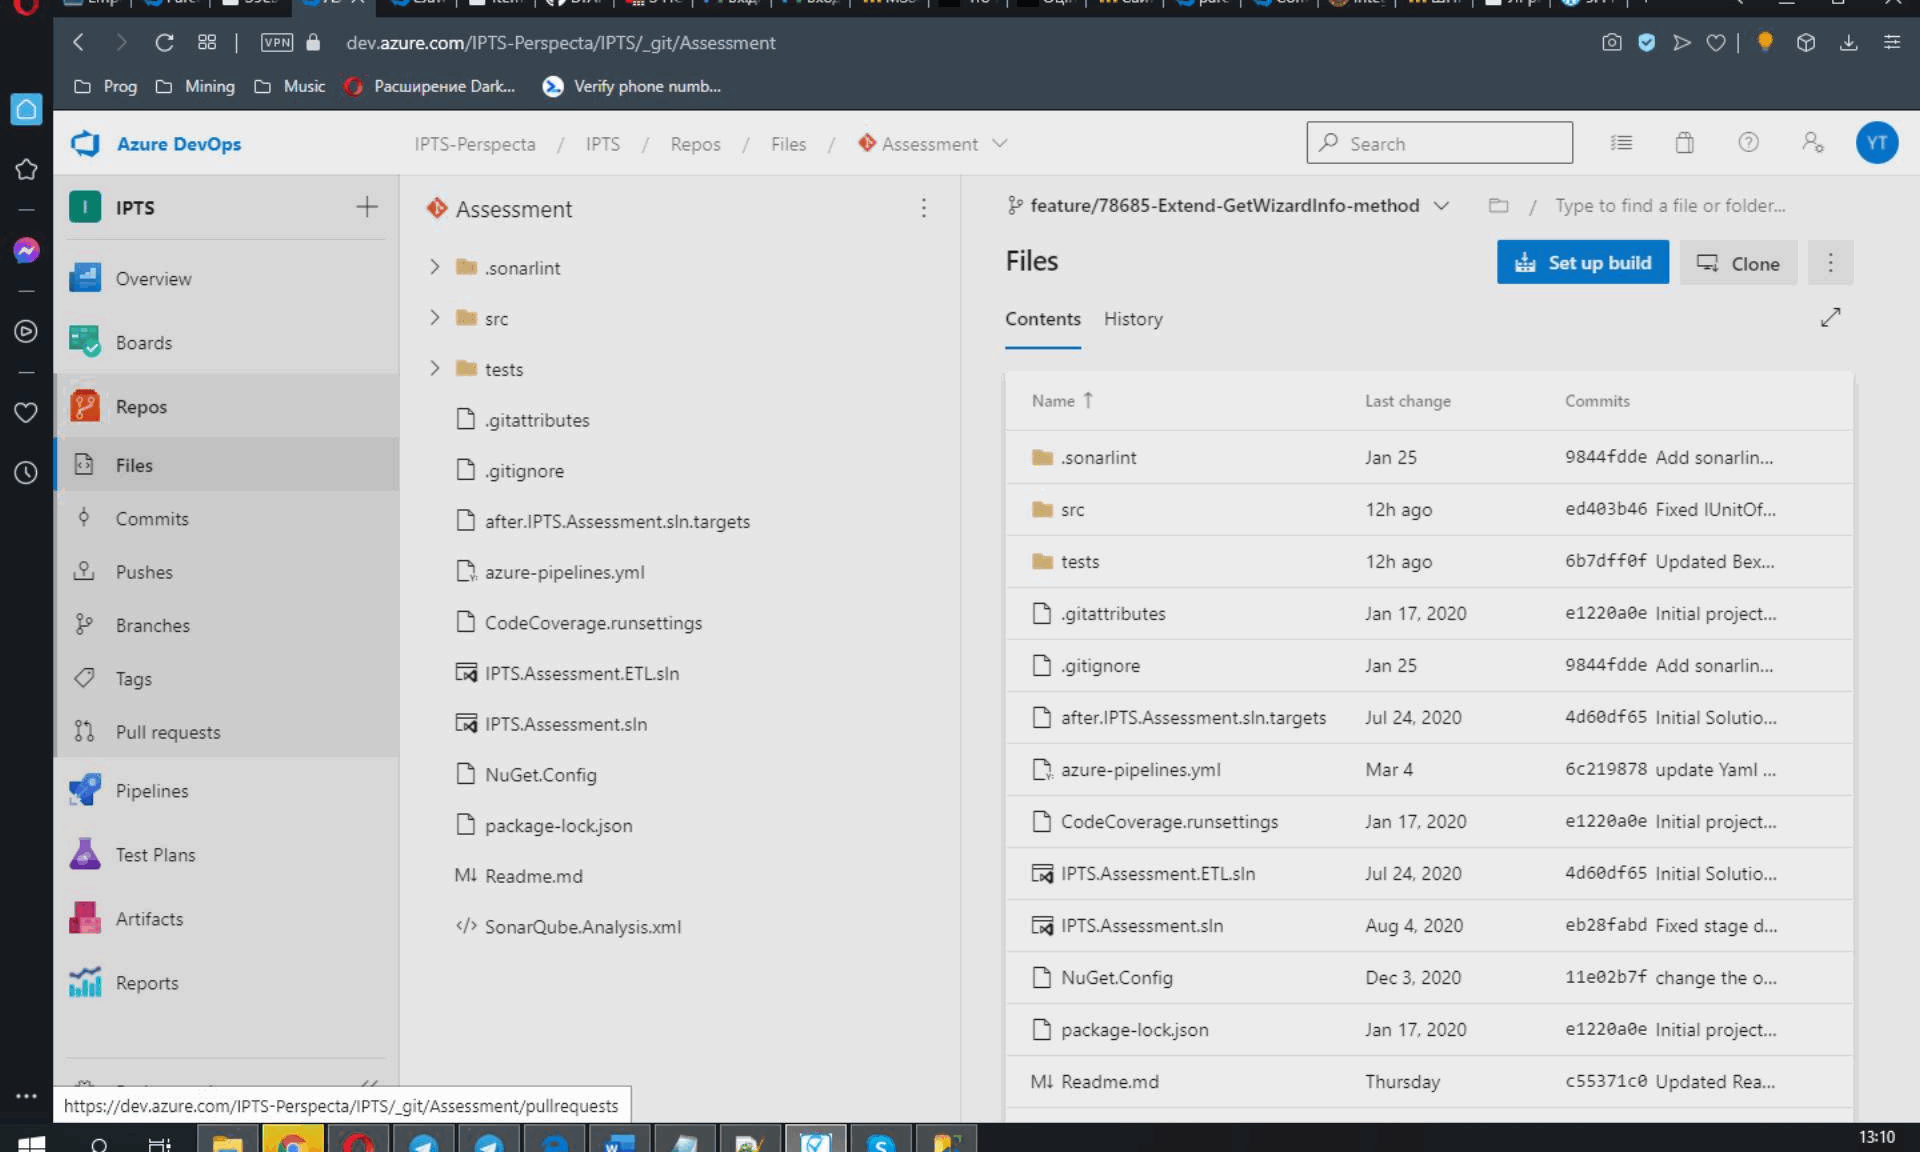 VPN
dev.azure.com/IPTS-Perspecta/IPTS/_git/Assessment
Prog
Mining
Music
Расширение Dark...
Verify phone numb...
Azure DevOps
IPTS-Perspecta / IPTS / Repos / Files / Assessment
Search
YT
I IPTS
Overview
Boards
Repos
Files
Commits
Pushes
Branches
Tags
Pull requests
Pipelines
Test Plans
Artifacts
Reports
Assessment
.sonarlint
src
tests
.gitattributes
.gitignore
after.IPTS.Assessment.sln.targets
azure-pipelines.yml
CodeCoverage.runsettings
IPTS.Assessment.ETL.sln
IPTS.Assessment.sln
NuGet.Config
package-lock.json
M↓ Readme.md
</> SonarQube.Analysis.xml
feature/78685-Extend-GetWizardInfo-method
/ Type to find a file or folder...
Files
Set up build
Clone
Contents
History
Name ↑ Last change Commits
.sonarlint Jan 25 9844fdde Add sonarlin...
src 12h ago ed403b46 Fixed IUnitOf...
tests 12h ago 6b7dff0f Updated Bex...
.gitattributes Jan 17, 2020 e1220a0e Initial project...
.gitignore Jan 25 9844fdde Add sonarlin...
after.IPTS.Assessment.sln.targets Jul 24, 2020 4d60df65 Initial Solutio...
azure-pipelines.yml Mar 4 6c219878 update Yaml ...
CodeCoverage.runsettings Jan 17, 2020 e1220a0e Initial project...
IPTS.Assessment.ETL.sln Jul 24, 2020 4d60df65 Initial Solutio...
IPTS.Assessment.sln Aug 4, 2020 eb28fabd Fixed stage d...
NuGet.Config Dec 3, 2020 11e02b7f change the o...
package-lock.json Jan 17, 2020 e1220a0e Initial project...
M↓ Readme.md Thursday c55371c0 Updated Rea...
https://dev.azure.com/IPTS-Perspecta/IPTS/_git/Assessment/pullrequests
13:10